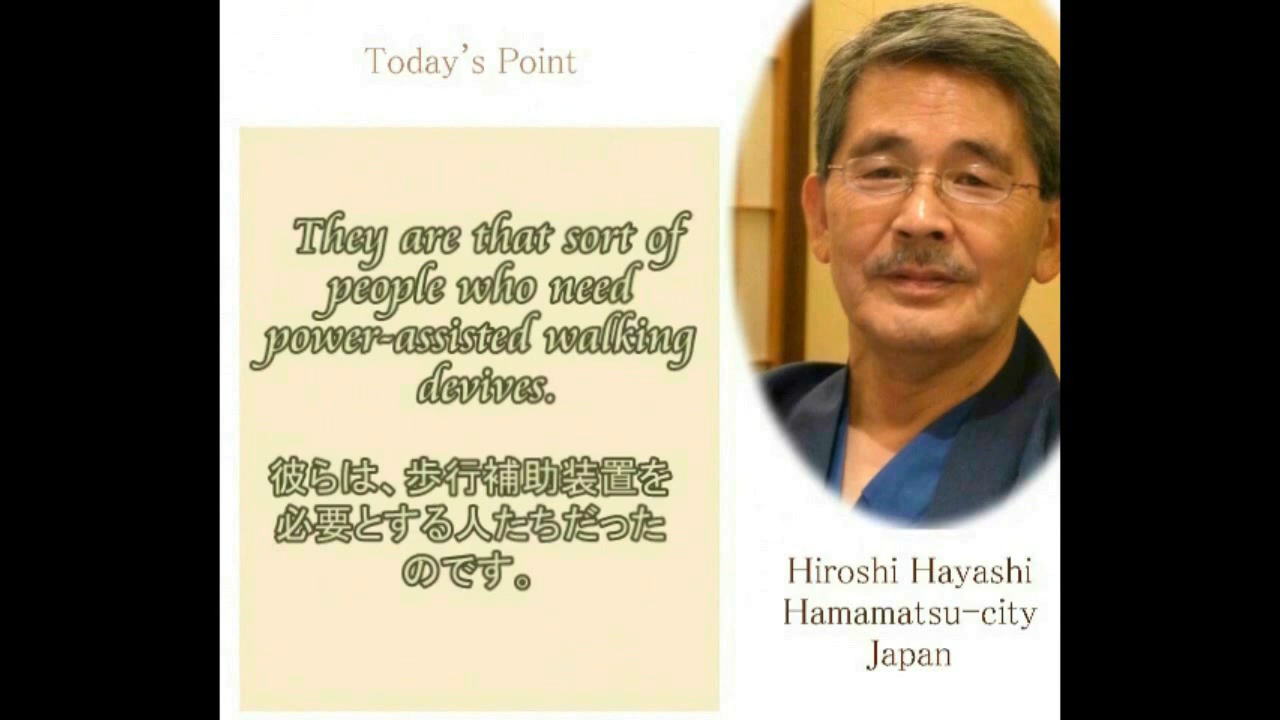 Today's Point
They are that sort of
people who need
power-assisted walking
devives.
彼らは、歩行補助装置を
必要とする人たちだった
のです。
Hiroshi Hayashi
Hamamatsu-city
Japan